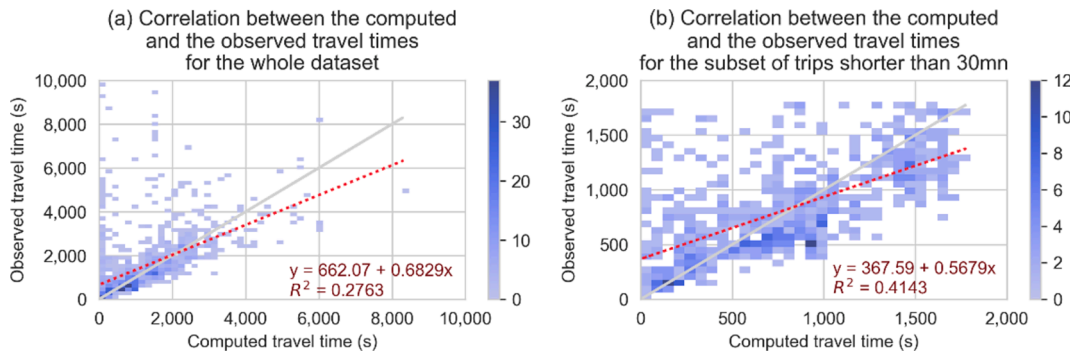 (a) Correlation between the computed
and the observed travel times
for the whole dataset
10,000
8,000
6,000
4,000
2,000
0
Observed travel time (s)
0 2,000 4,000 6,000 8,000 10,000
Computed travel time (s)
y = 662.07 + 0.6829x
R² = 0.2763
30
20
10
0
(b) Correlation between the computed
and the observed travel times
for the subset of trips shorter than 30mn
2,000
1,500
1,000
500
0
Observed travel time (s)
0 500 1,000 1,500 2,000
Computed travel time (s)
y = 367.59 + 0.5679x
R² = 0.4143
12
10
8
6
4
2
0